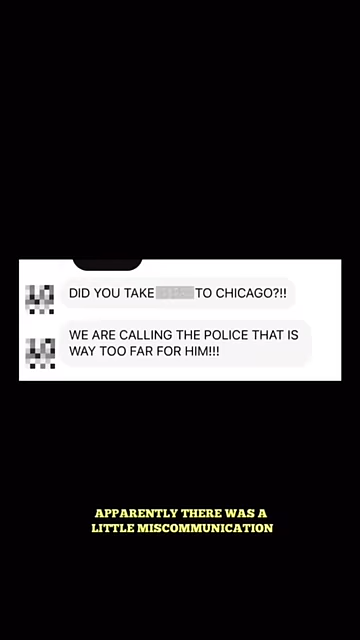 DID YOU TAKE TO CHICAGO?!!
WE ARE CALLING THE POLICE THAT IS
WAY TOO FAR FOR HIM!!!
APPARENTLY THERE WAS A
LITTLE MISCOMMUNICATION